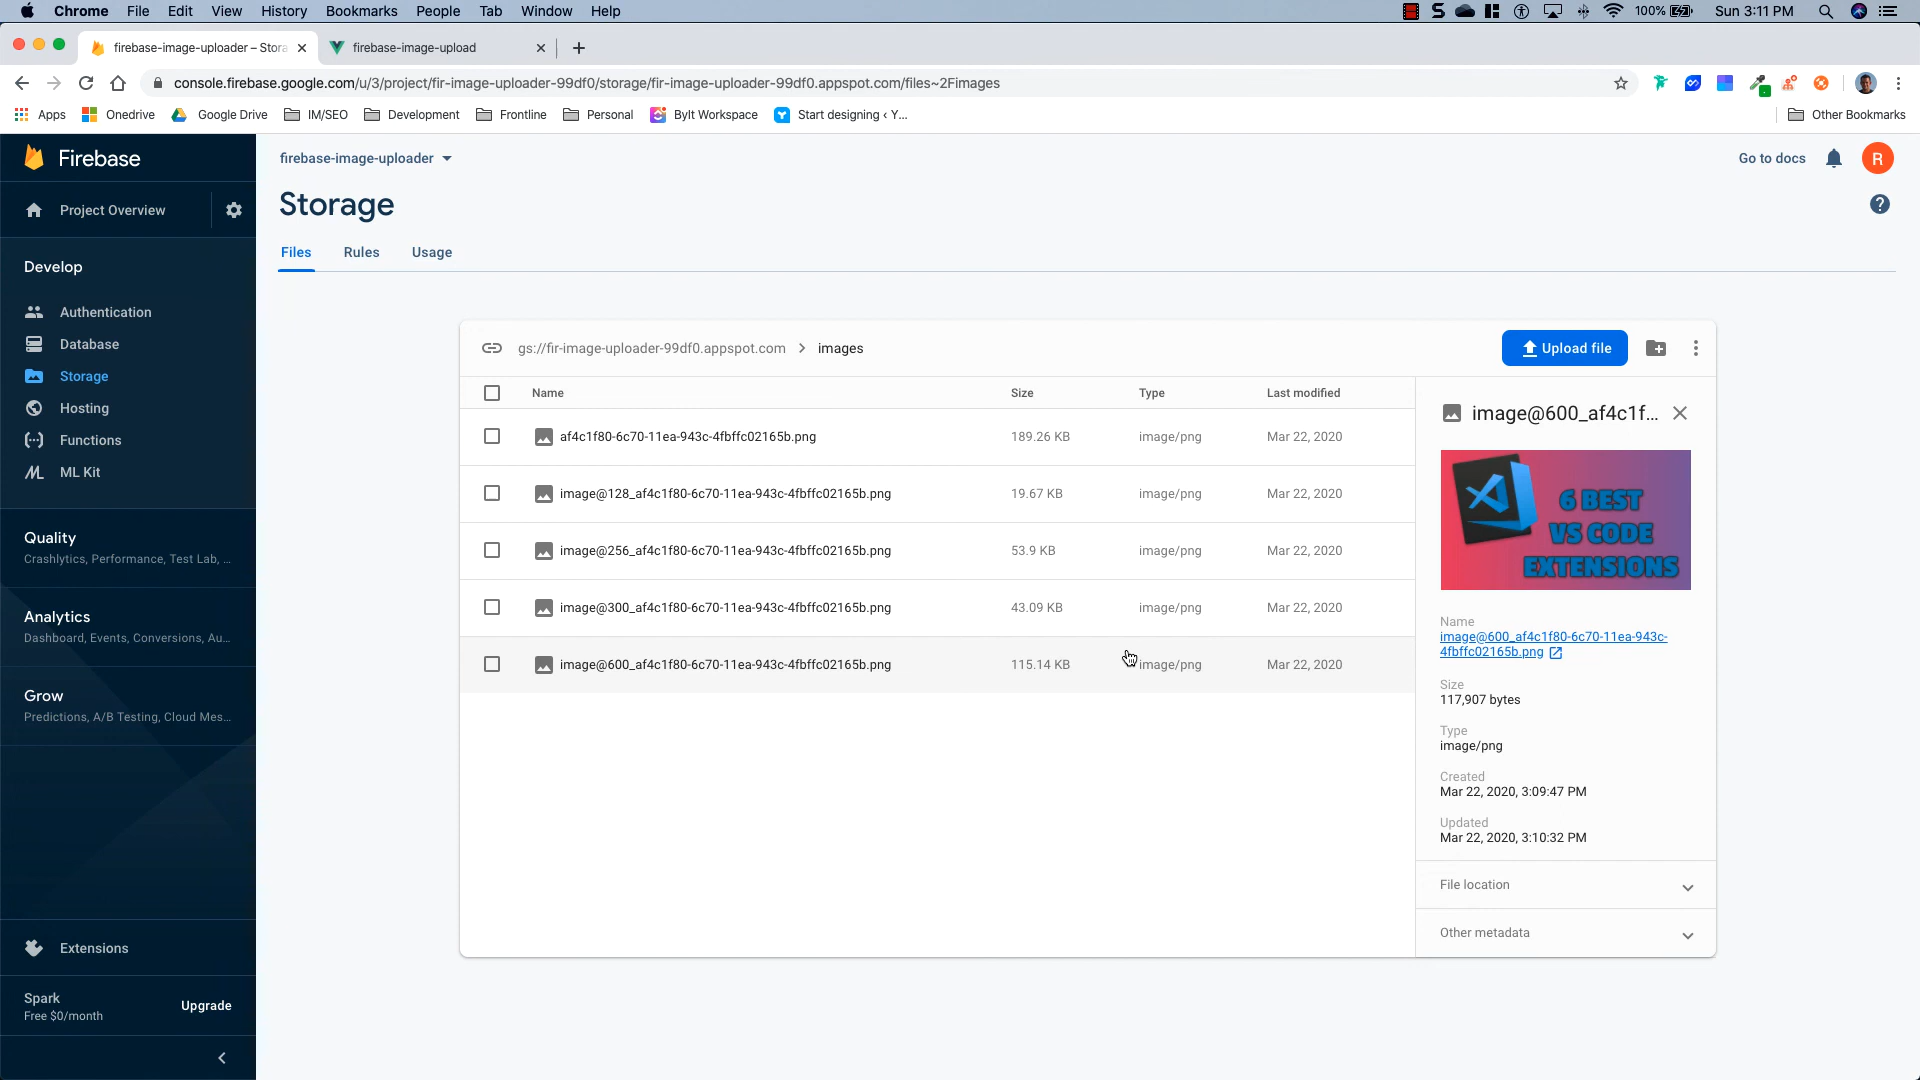 Chrome File Edit View History Bookmarks People Tab Window Help
100% Sun 3:11 PM
firebase-image-uploader – Stora
firebase-image-upload
console.firebase.google.com/u/3/project/fir-image-uploader-99df0/storage/fir-image-uploader-99df0.appspot.com/files~2Fimages
Apps Onedrive Google Drive IM/SEO Development Frontline Personal Bylt Workspace Start designing ‹ Y... Other Bookmarks
Firebase
firebase-image-uploader
Go to docs
R
Project Overview
Storage
Files Rules Usage
Develop
Authentication
Database
Storage
Hosting
Functions
ML Kit
Quality
Crashlytics, Performance, Test Lab, ...
Analytics
Dashboard, Events, Conversions, Au...
Grow
Predictions, A/B Testing, Cloud Mes...
Extensions
Spark
Free $0/month
Upgrade
gs://fir-image-uploader-99df0.appspot.com > images
Upload file
Name Size Type Last modified
af4c1f80-6c70-11ea-943c-4fbffc02165b.png 189.26 KB image/png Mar 22, 2020
image@128_af4c1f80-6c70-11ea-943c-4fbffc02165b.png 19.67 KB image/png Mar 22, 2020
image@256_af4c1f80-6c70-11ea-943c-4fbffc02165b.png 53.9 KB image/png Mar 22, 2020
image@300_af4c1f80-6c70-11ea-943c-4fbffc02165b.png 43.09 KB image/png Mar 22, 2020
image@600_af4c1f80-6c70-11ea-943c-4fbffc02165b.png 115.14 KB image/png Mar 22, 2020
image@600_af4c1f...
6 BEST
VS CODE
EXTENSIONS
Name
image@600_af4c1f80-6c70-11ea-943c-
4fbffc02165b.png
Size
117,907 bytes
Type
image/png
Created
Mar 22, 2020, 3:09:47 PM
Updated
Mar 22, 2020, 3:10:32 PM
File location
Other metadata